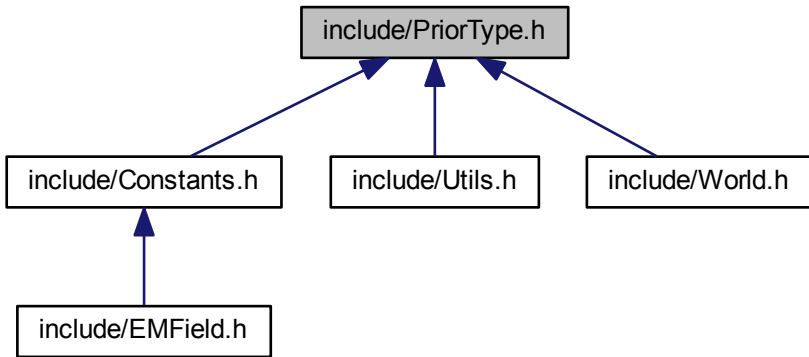 include/PriorType.h
include/Constants.h
include/Utils.h
include/World.h
include/EMField.h